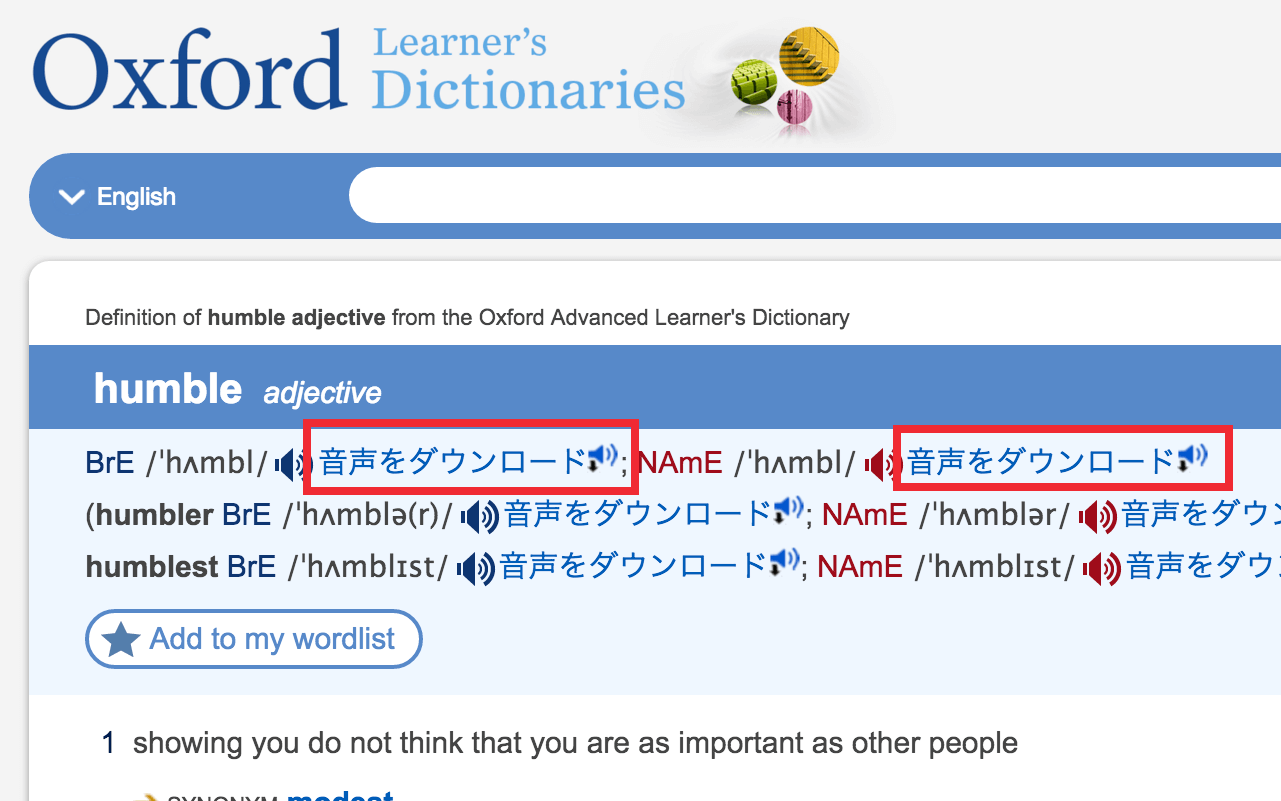 Oxford Learner's Dictionaries
English
Definition of humble adjective from the Oxford Advanced Learner's Dictionary
humble adjective
BrE /ˈhʌmbl/ 音声をダウンロード; NAmE /ˈhʌmbl/ 音声をダウンロード
(humbler BrE /ˈhʌmblə(r)/ 音声をダウンロード; NAmE /ˈhʌmblər/ 音声をダウン
humblest BrE /ˈhʌmblɪst/ 音声をダウンロード; NAmE /ˈhʌmblɪst/ 音声をダウン
Add to my wordlist
1 showing you do not think that you are as important as other people
SYNONYM modest